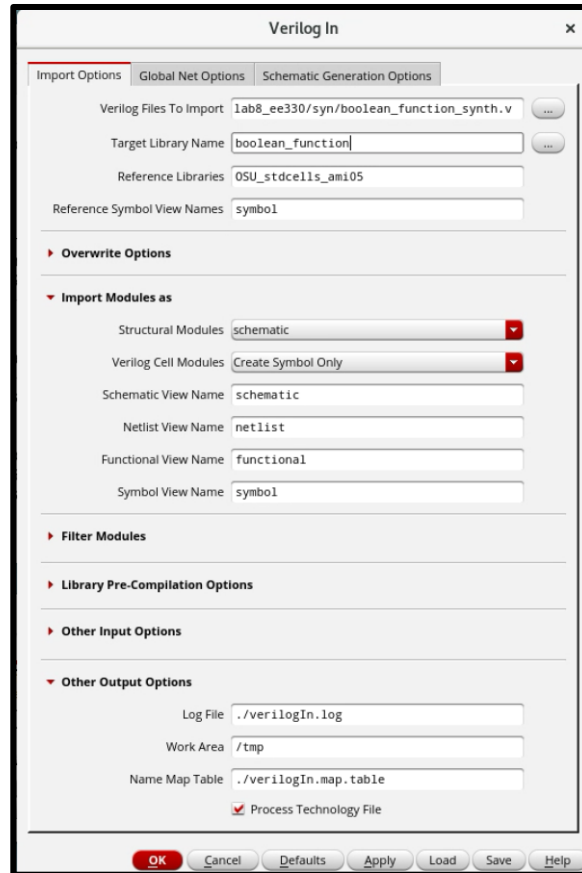 Verilog In
×
Import Options Global Net Options Schematic Generation Options
Verilog Files To Import lab8_ee330/syn/boolean_function_synth.v ...
Target Library Name boolean_function ...
Reference Libraries OSU_stdcells_ami05
Reference Symbol View Names symbol
Overwrite Options
Import Modules as
Structural Modules schematic
Verilog Cell Modules Create Symbol Only
Schematic View Name schematic
Netlist View Name netlist
Functional View Name functional
Symbol View Name symbol
Filter Modules
Library Pre-Compilation Options
Other Input Options
Other Output Options
Log File ./verilogIn.log
Work Area /tmp
Name Map Table ./verilogIn.map.table
Process Technology File
OK Cancel Defaults Apply Load Save Help